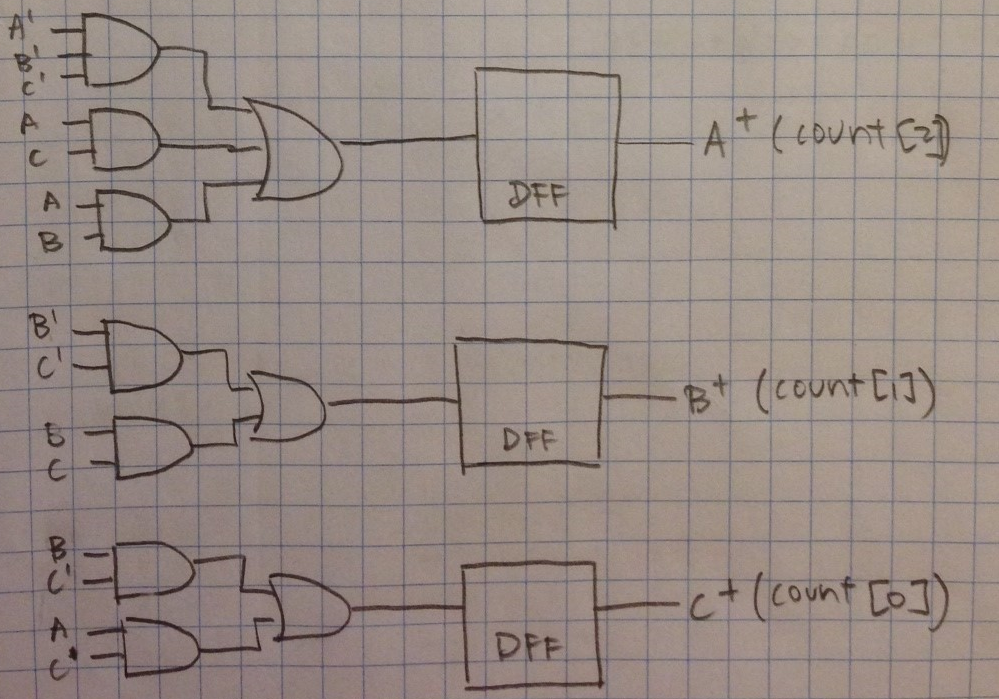 A'
B'
C'
A
C
A
B
DFF
A+ (count [2])
B'
C'
B
C
DFF
B+ (count [1])
B
C'
A
DFF
C+ (count [0])